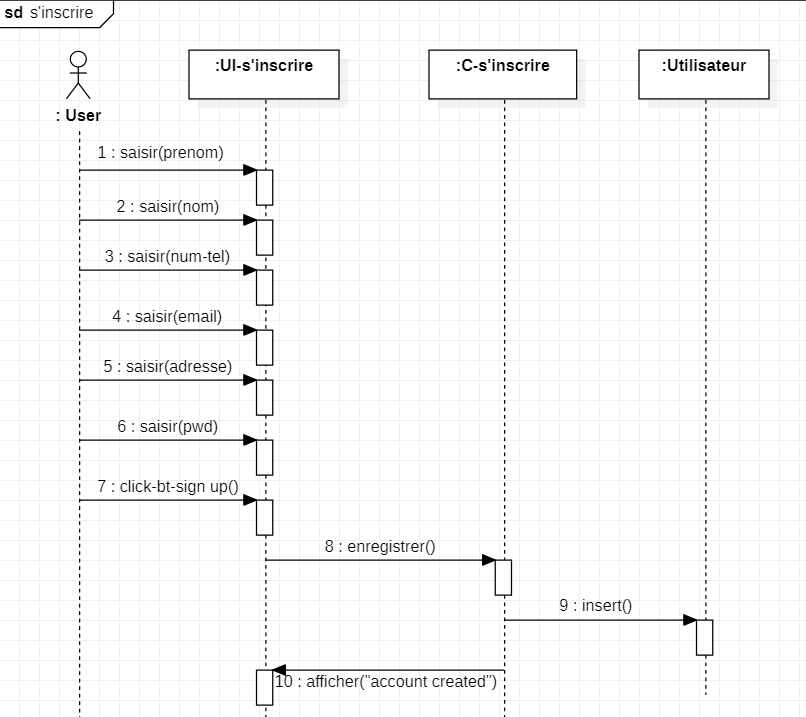 sd s'inscrire
:UI-s'inscrire
:C-s'inscrire
:Utilisateur
: User
1 : saisir(prenom)
2 : saisir(nom)
3 : saisir(num-tel)
4 : saisir(email)
5 : saisir(adresse)
6 : saisir(pwd)
7 : click-bt-sign up()
8 : enregistrer()
9 : insert()
10 : afficher("account created")